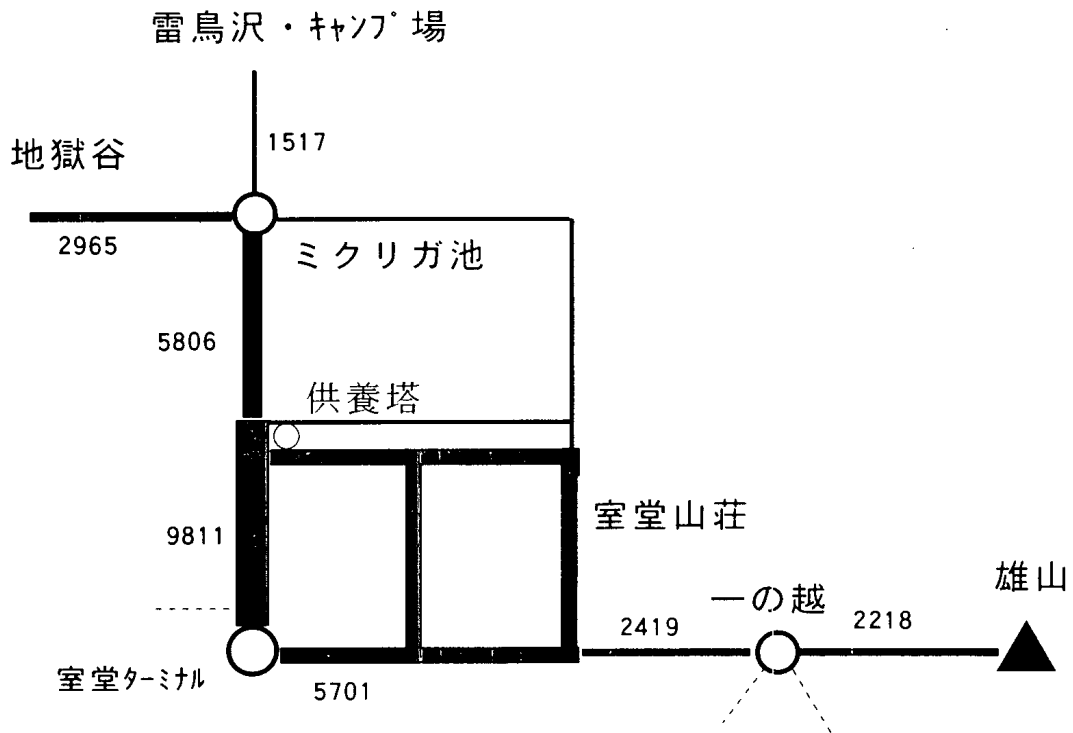 雷鳥沢・ｷｬﾝﾌﾟ場
1517
地獄谷
2965
ミクリガ池
5806
供養塔
9811
室堂山荘
雄山
一の越
2419
2218
室堂ﾀｰﾐﾅﾙ
5701